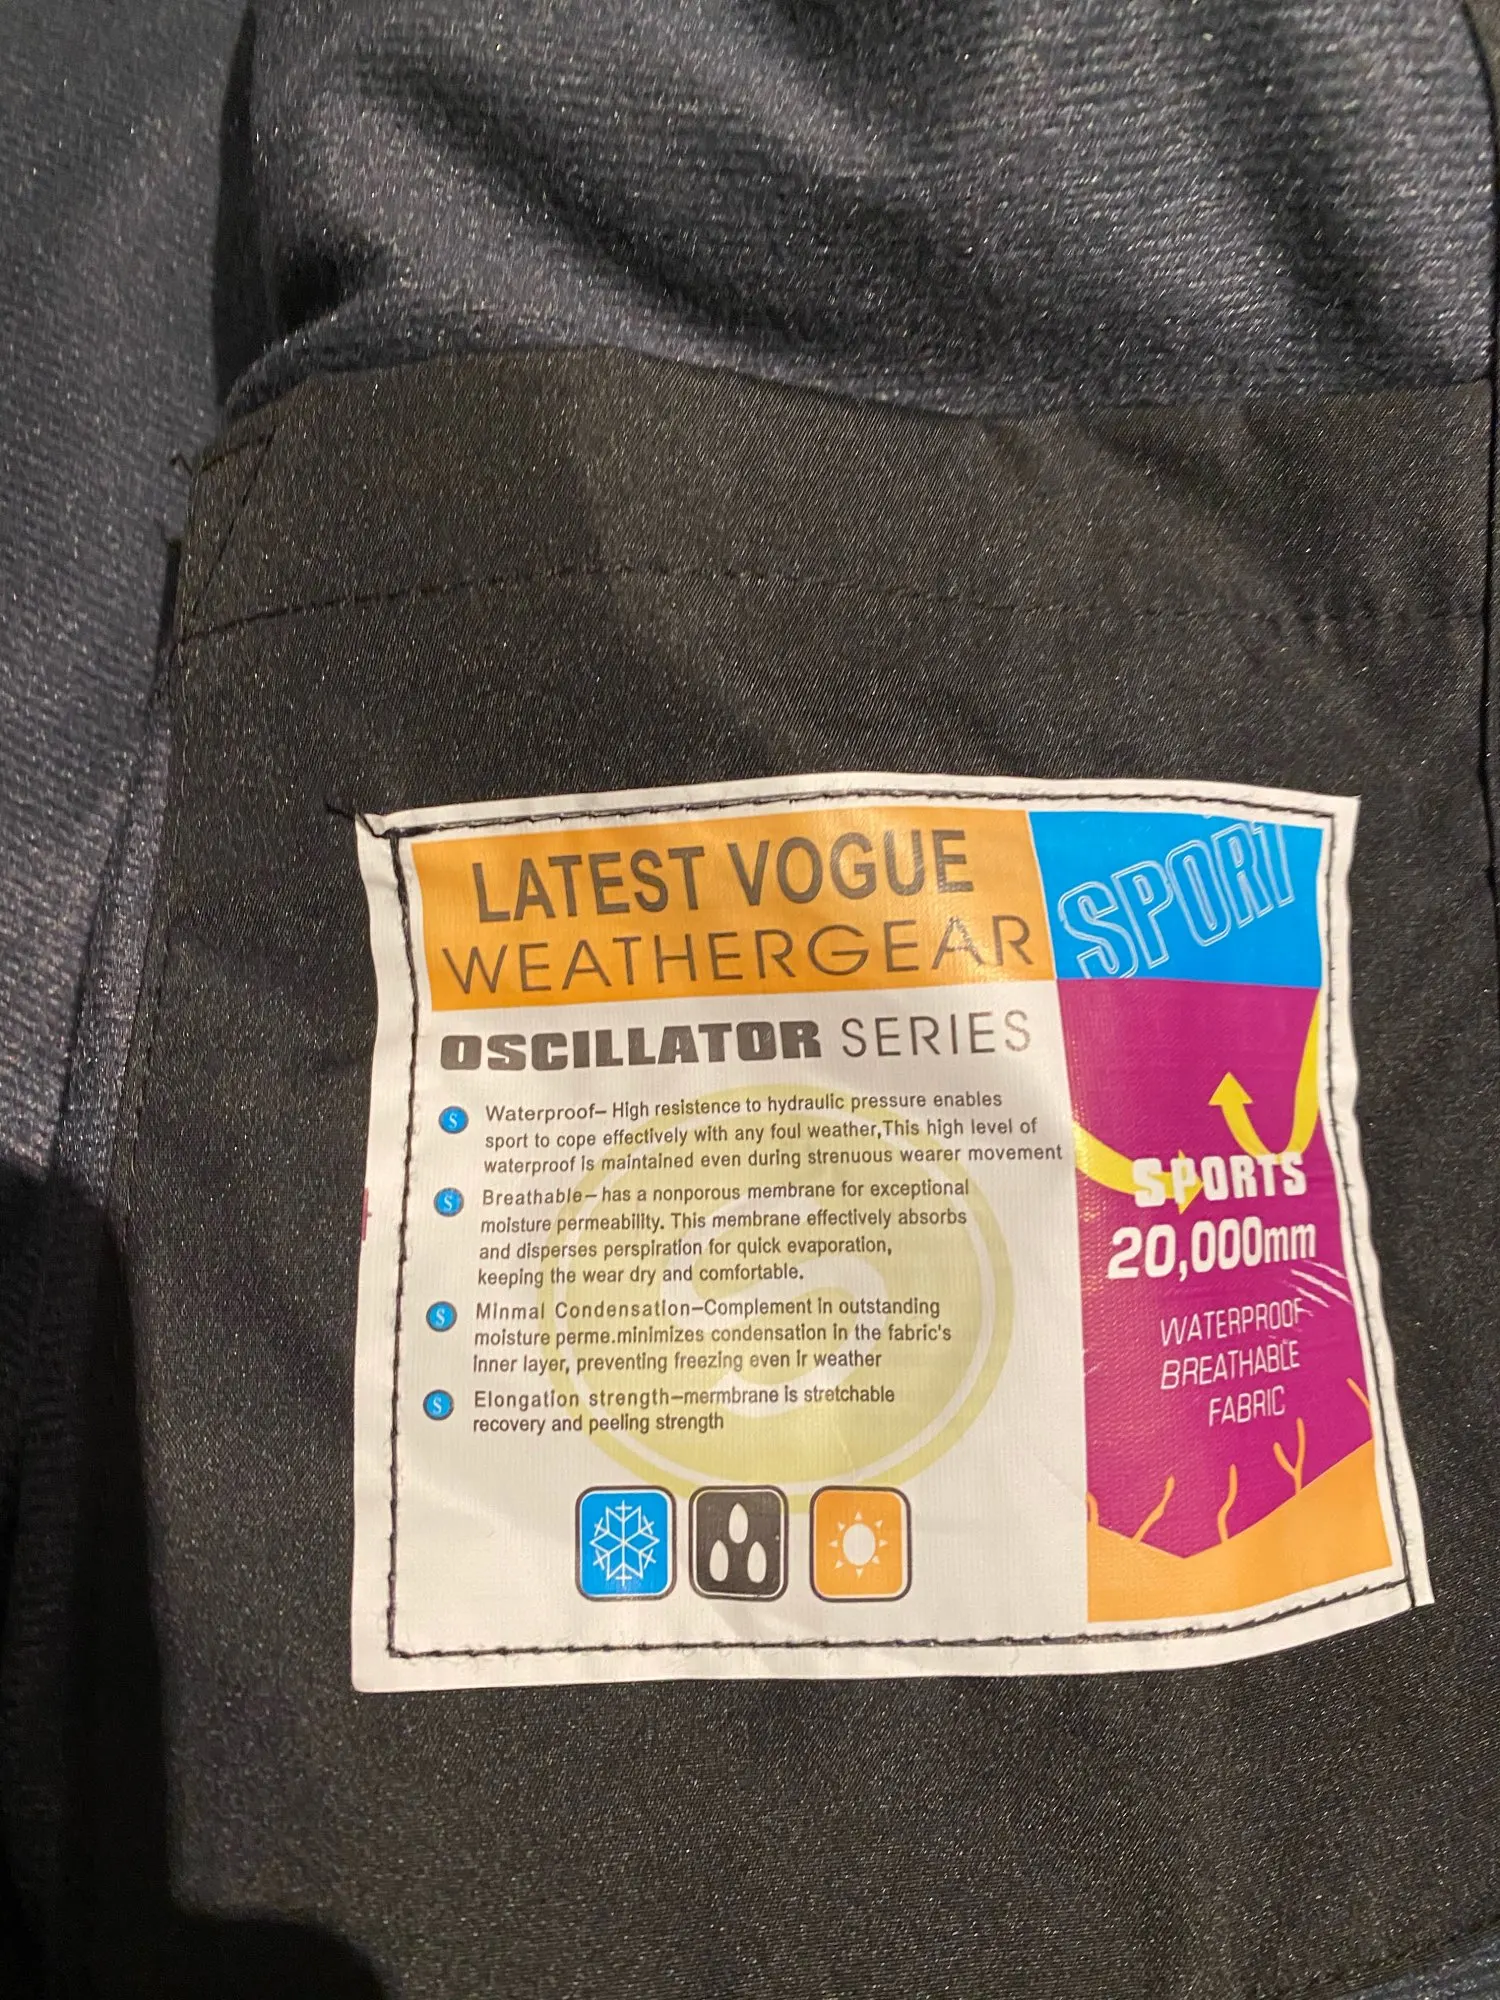 LATEST VOGUE
WEATHERGEAR
SPORT
OSCILLATOR SERIES
S Waterproof– High resistence to hydraulic pressure enables
sport to cope effectively with any foul weather,This high level of
waterproof is maintained even during strenuous wearer movement
S Breathable– has a nonporous membrane for exceptional
moisture permeability. This membrane effectively absorbs
and disperses perspiration for quick evaporation,
keeping the wear dry and comfortable.
S Minmal Condensation–Complement in outstanding
moisture perme.minimizes condensation in the fabric's
inner layer, preventing freezing even ir weather
S Elongation strength–mermbrane is stretchable
recovery and peeling strength
SPORTS
20,000mm
WATERPROOF
BREATHABLE
FABRIC